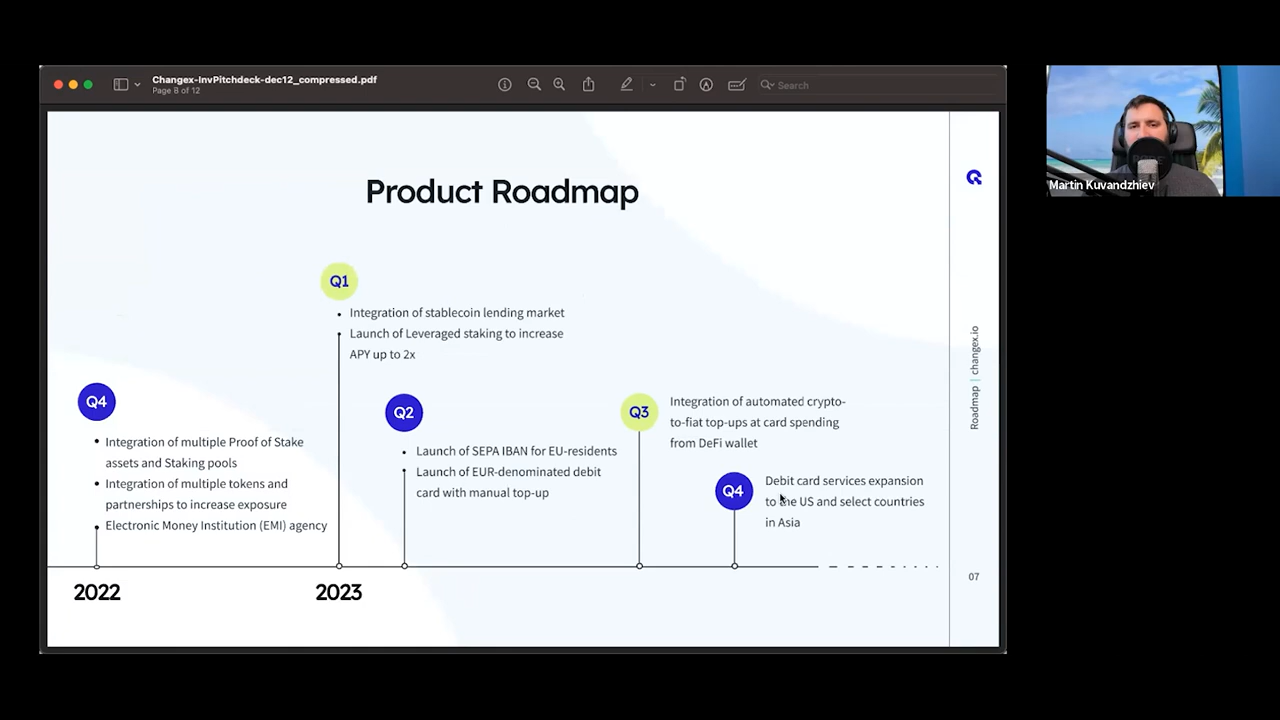 Changex-InvPitchdeck-dec12_compressed.pdf
Page 8 of 12
Search
Martin Kuvandzhiev
Product Roadmap
Q1
• Integration of stablecoin lending market
• Launch of Leveraged staking to increase
APY up to 2x
Q4
• Integration of multiple Proof of Stake
assets and Staking pools
• Integration of multiple tokens and
partnerships to increase exposure
• Electronic Money Institution (EMI) agency
Q2
• Launch of SEPA IBAN for EU-residents
• Launch of EUR-denominated debit
card with manual top-up
Q3
Integration of automated crypto-
to-fiat top-ups at card spending
from DeFi wallet
Q4
Debit card services expansion
to the US and select countries
in Asia
2022
2023
Roadmap | changex.io
07